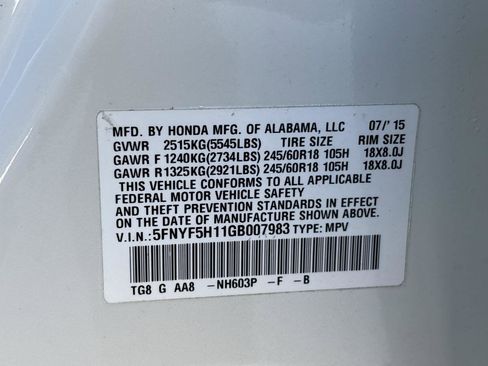 MFD. BY HONDA MFG. OF ALABAMA, LLC 07/'15
GVWR 2515KG(5545LBS) TIRE SIZE RIM SIZE
GAWR F 1240KG(2734LBS) 245/60R18 105H 18X8.0J
GAWR R1325KG(2921LBS) 245/60R18 105H 18X8.0J
THIS VEHICLE CONFORMS TO ALL APPLICABLE
FEDERAL MOTOR VEHICLE SAFETY
AND THEFT PREVENTION STANDARDS IN EFFECT
ON THE DATE OF MANUFACTURE SHOWN ABOVE.
V.I.N.:5FNYF5H11GB007983 TYPE: MPV
TG8 G AA8 -NH603P -F -B